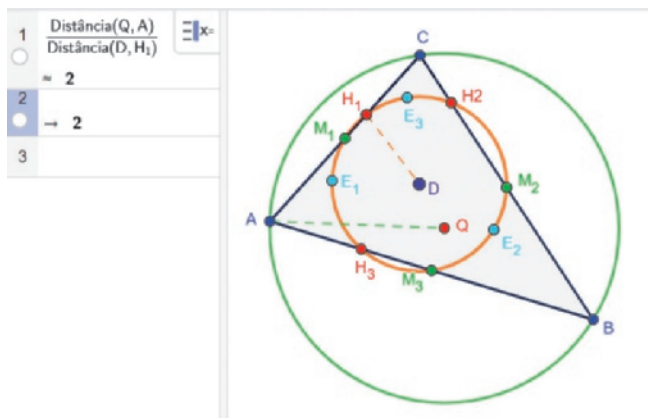 1
Distância(Q, A)
Distância(D, H₁)
x=
≈ 2
2
→ 2
3
C
H₁
H2
E₃
M₁
E₁
D
M₂
A
Q
E₂
H₃
M₃
B